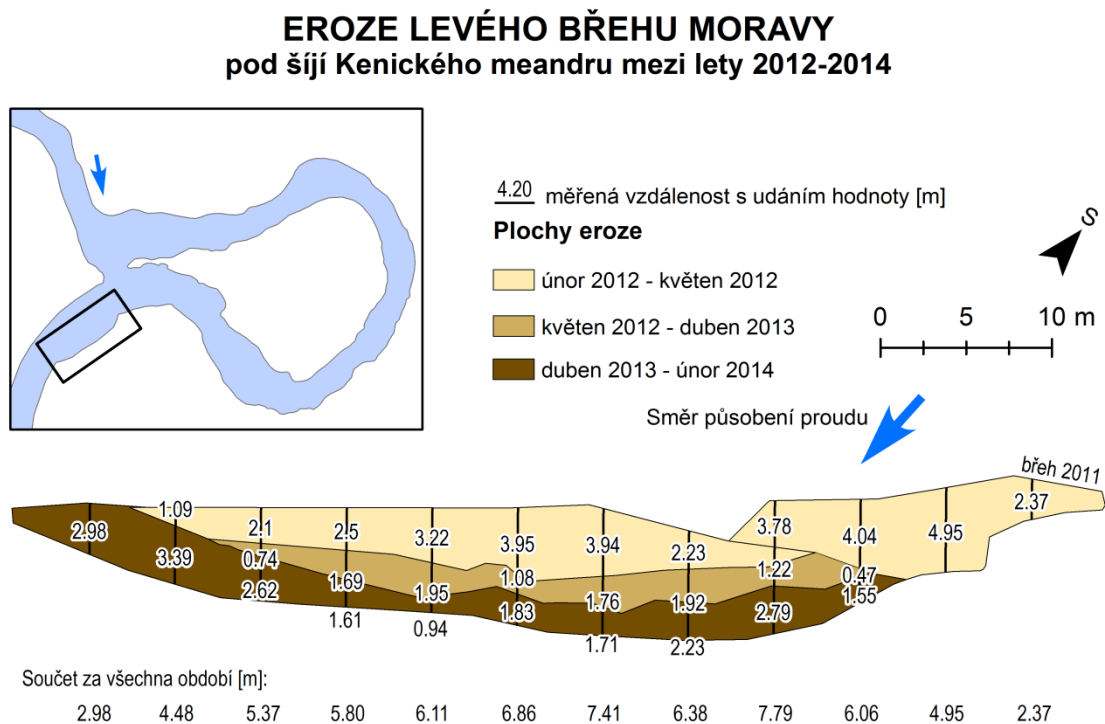 EROZE LEVÉHO BŘEHU MORAVY
pod šíjí Kenického meandru mezi lety 2012-2014
4.20 měřená vzdálenost s udáním hodnoty [m]
Plochy eroze
únor 2012 - květen 2012
květen 2012 - duben 2013
duben 2013 - únor 2014
S
0 5 10 m
Směr působení proudu
břeh 2011
2.98 1.09 2.1 2.5 3.22 3.95 3.94 2.23 3.78 4.04 4.95 2.37
3.39 0.74 1.69 1.95 1.08 1.76 1.92 1.22 0.47
2.62 1.61 0.94 1.83 1.71 2.23 2.79 1.55
Součet za všechna období [m]:
2.98 4.48 5.37 5.80 6.11 6.86 7.41 6.38 7.79 6.06 4.95 2.37